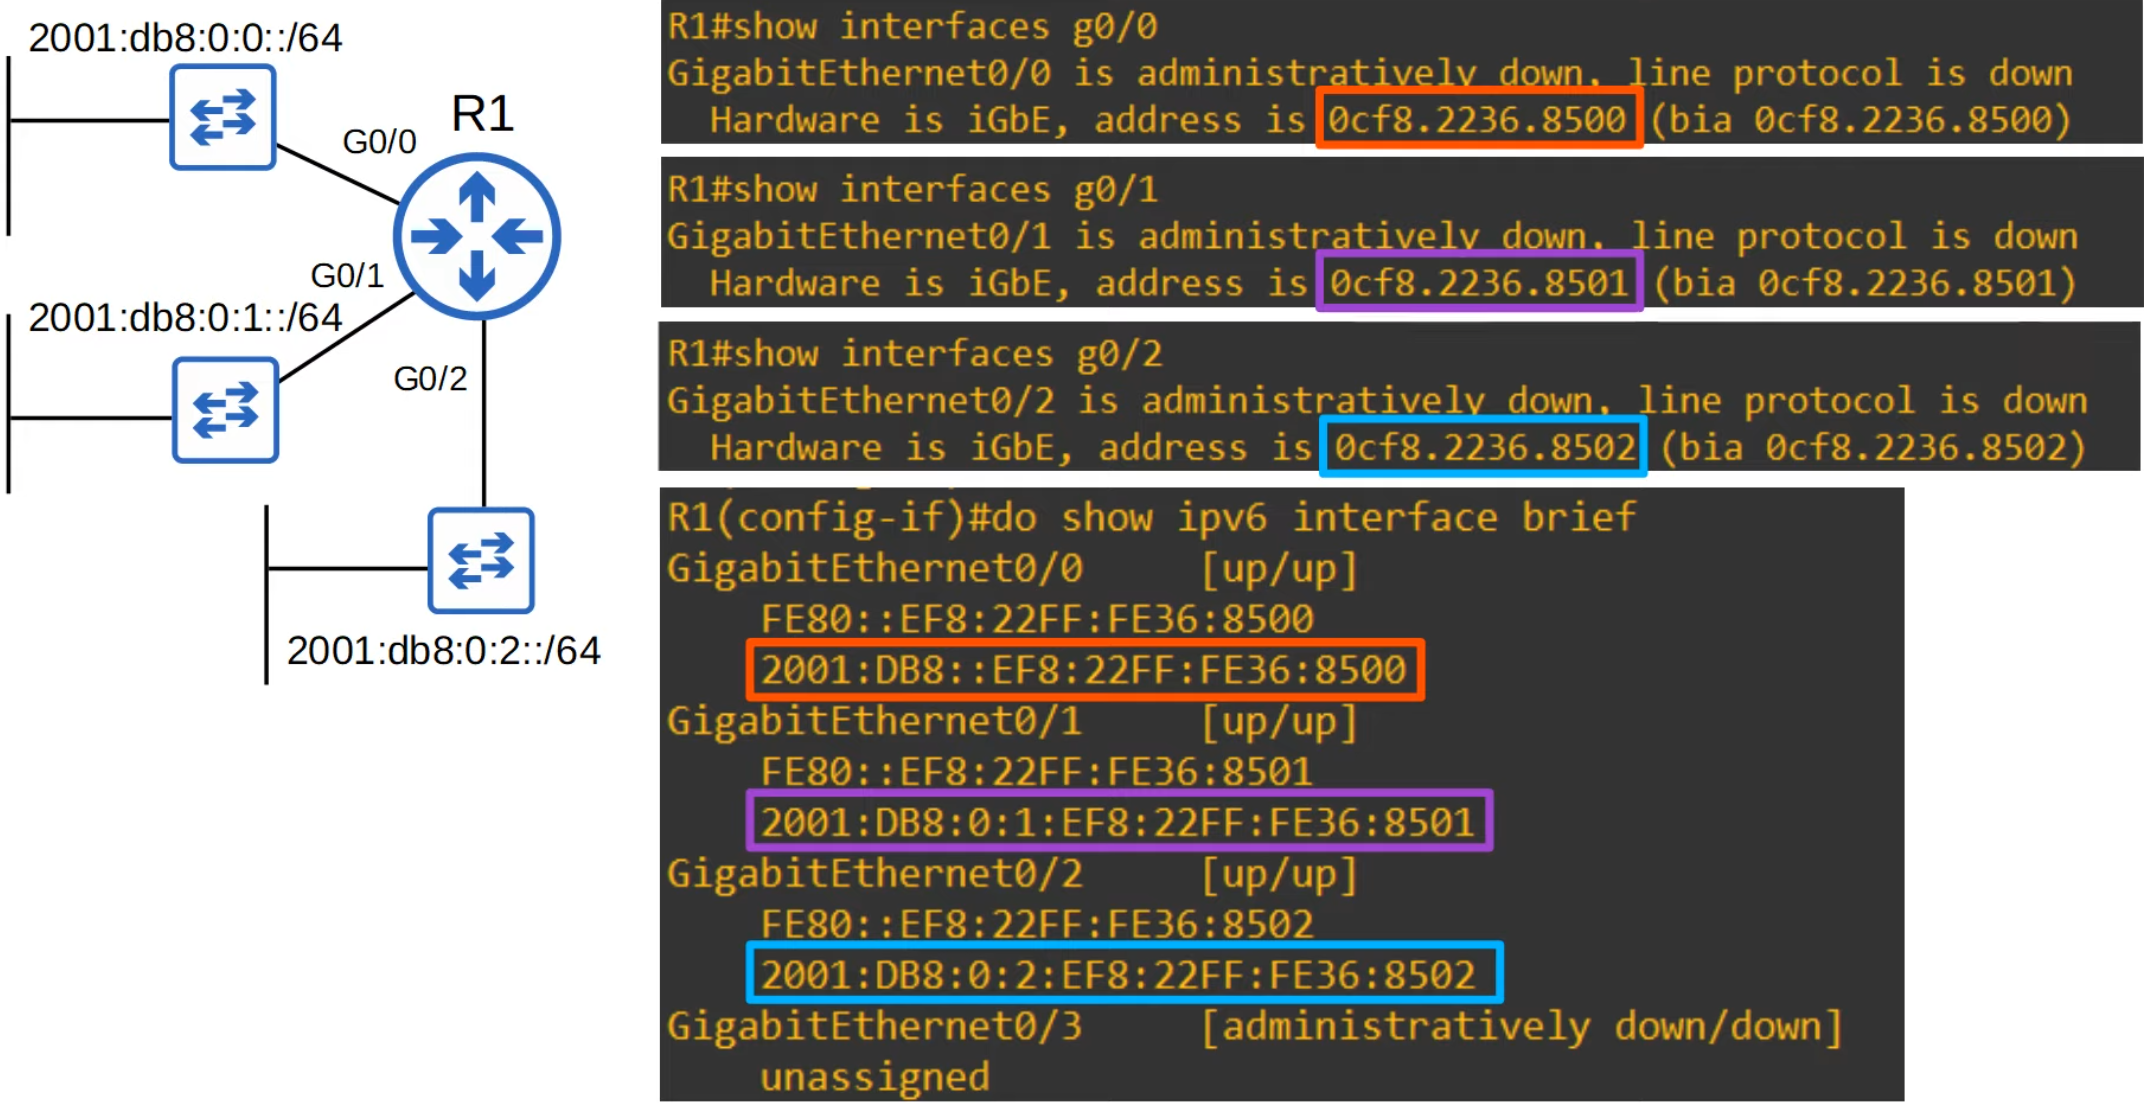 2001:db8:0:0::/64
G0/0
R1
G0/1
2001:db8:0:1::/64
G0/2
2001:db8:0:2::/64
R1#show interfaces g0/0
GigabitEthernet0/0 is administratively down, line protocol is down
Hardware is iGbE, address is 0cf8.2236.8500 (bia 0cf8.2236.8500)
R1#show interfaces g0/1
GigabitEthernet0/1 is administratively down, line protocol is down
Hardware is iGbE, address is 0cf8.2236.8501 (bia 0cf8.2236.8501)
R1#show interfaces g0/2
GigabitEthernet0/2 is administratively down, line protocol is down
Hardware is iGbE, address is 0cf8.2236.8502 (bia 0cf8.2236.8502)
R1(config-if)#do show ipv6 interface brief
GigabitEthernet0/0 [up/up]
FE80::EF8:22FF:FE36:8500
2001:DB8::EF8:22FF:FE36:8500
GigabitEthernet0/1 [up/up]
FE80::EF8:22FF:FE36:8501
2001:DB8:0:1:EF8:22FF:FE36:8501
GigabitEthernet0/2 [up/up]
FE80::EF8:22FF:FE36:8502
2001:DB8:0:2:EF8:22FF:FE36:8502
GigabitEthernet0/3 [administratively down/down]
unassigned